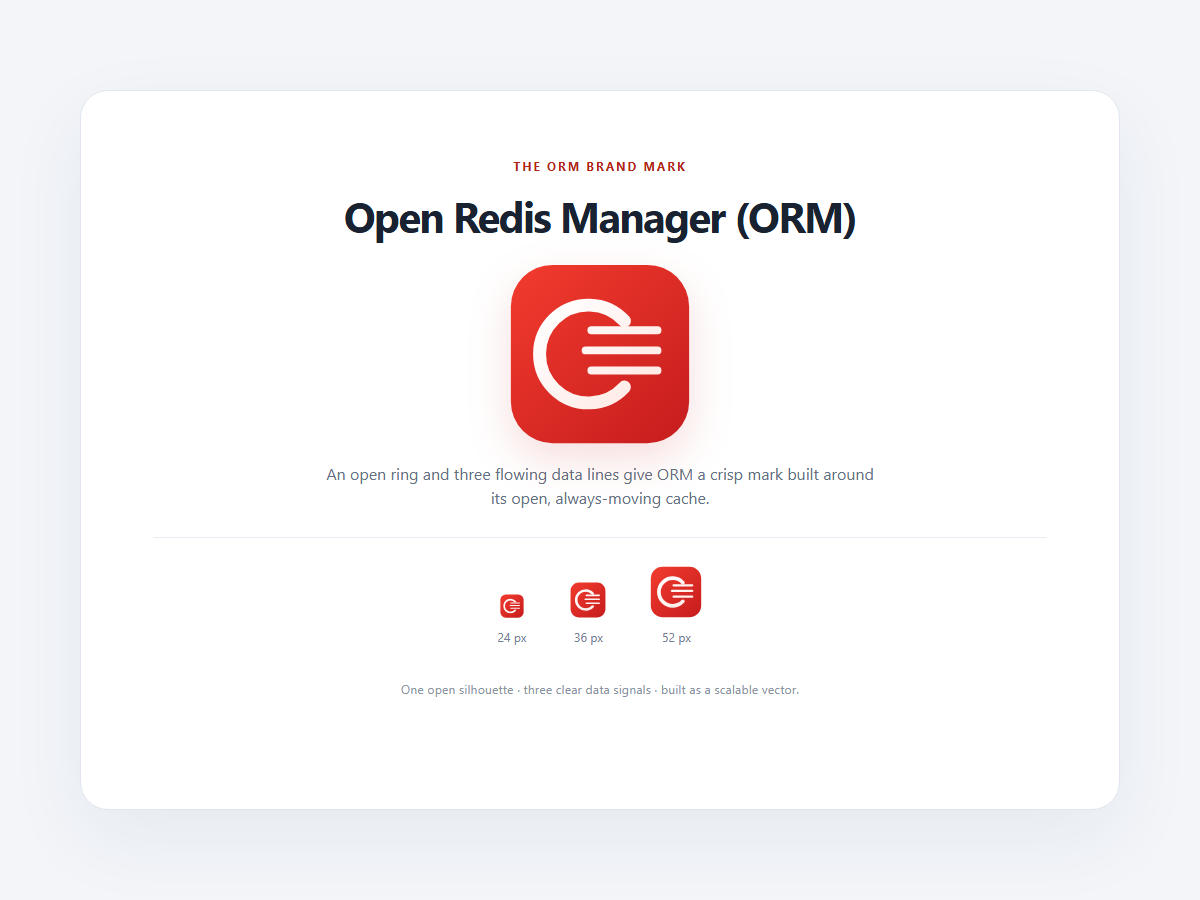 THE ORM BRAND MARK
Open Redis Manager (ORM)
An open ring and three flowing data lines give ORM a crisp mark built around
its open, always-moving cache.
24 px
36 px
52 px
One open silhouette · three clear data signals · built as a scalable vector.